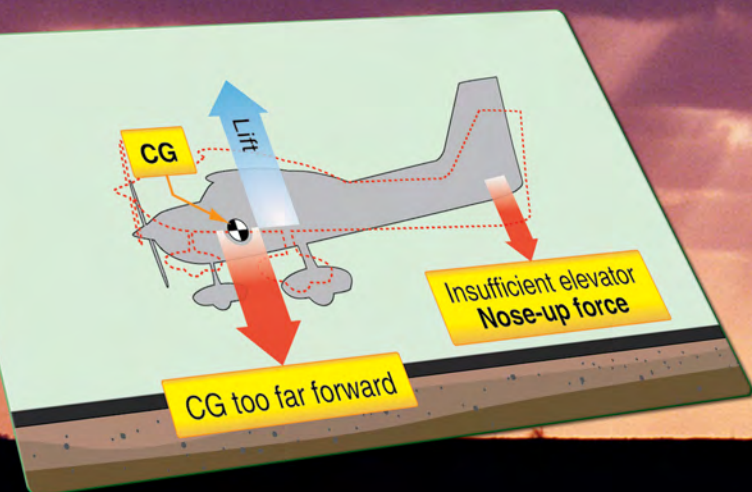 Lift
CG
Insufficient elevator
Nose-up force
CG too far forward